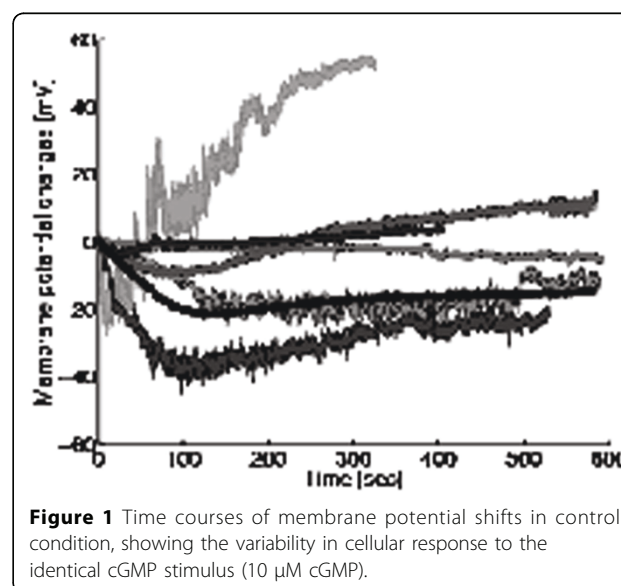 60
40
20
0
20
−40
−60
Membrane potential changes [mV]
0 100 200 300 400 500 600
Time [sec]
Figure 1 Time courses of membrane potential shifts in control
condition, showing the variability in cellular response to the
identical cGMP stimulus (10 μM cGMP).